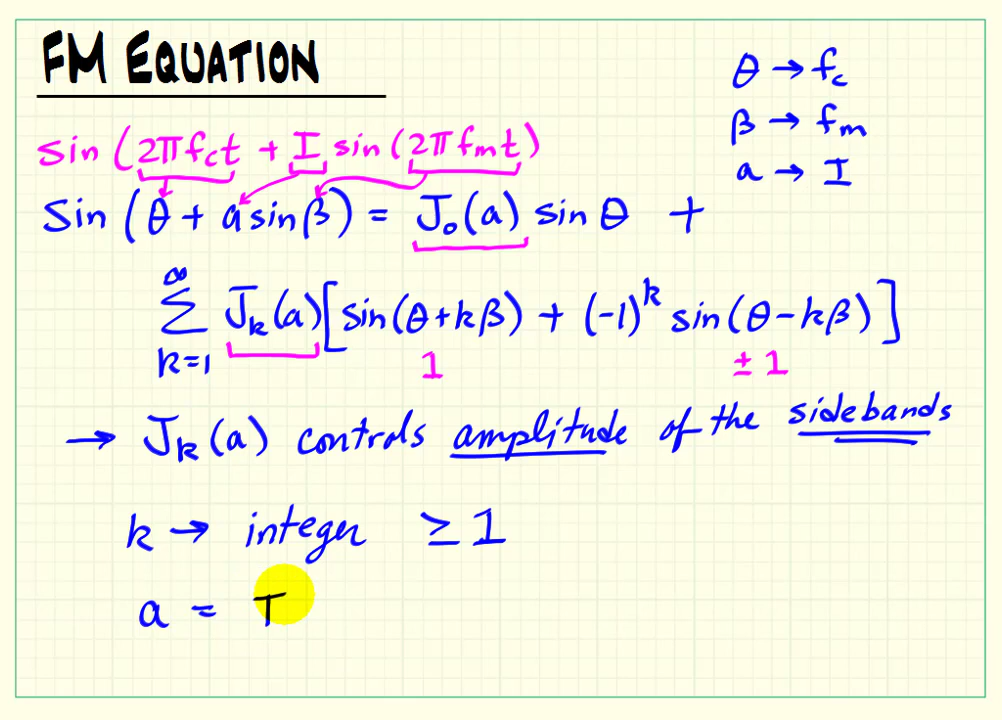 FM EQUATION
θ → fc
β → fm
a → I
sin (2πfct + I sin (2πfmt)
Sin (θ + a sin β) = J₀(a) sin θ +
∞
Σ Jk(a) [sin(θ+kβ) + (-1)^k sin(θ-kβ)]
k=1
1
± 1
→ Jk(a) controls amplitude of the sidebands
k → integer ≥ 1
a =